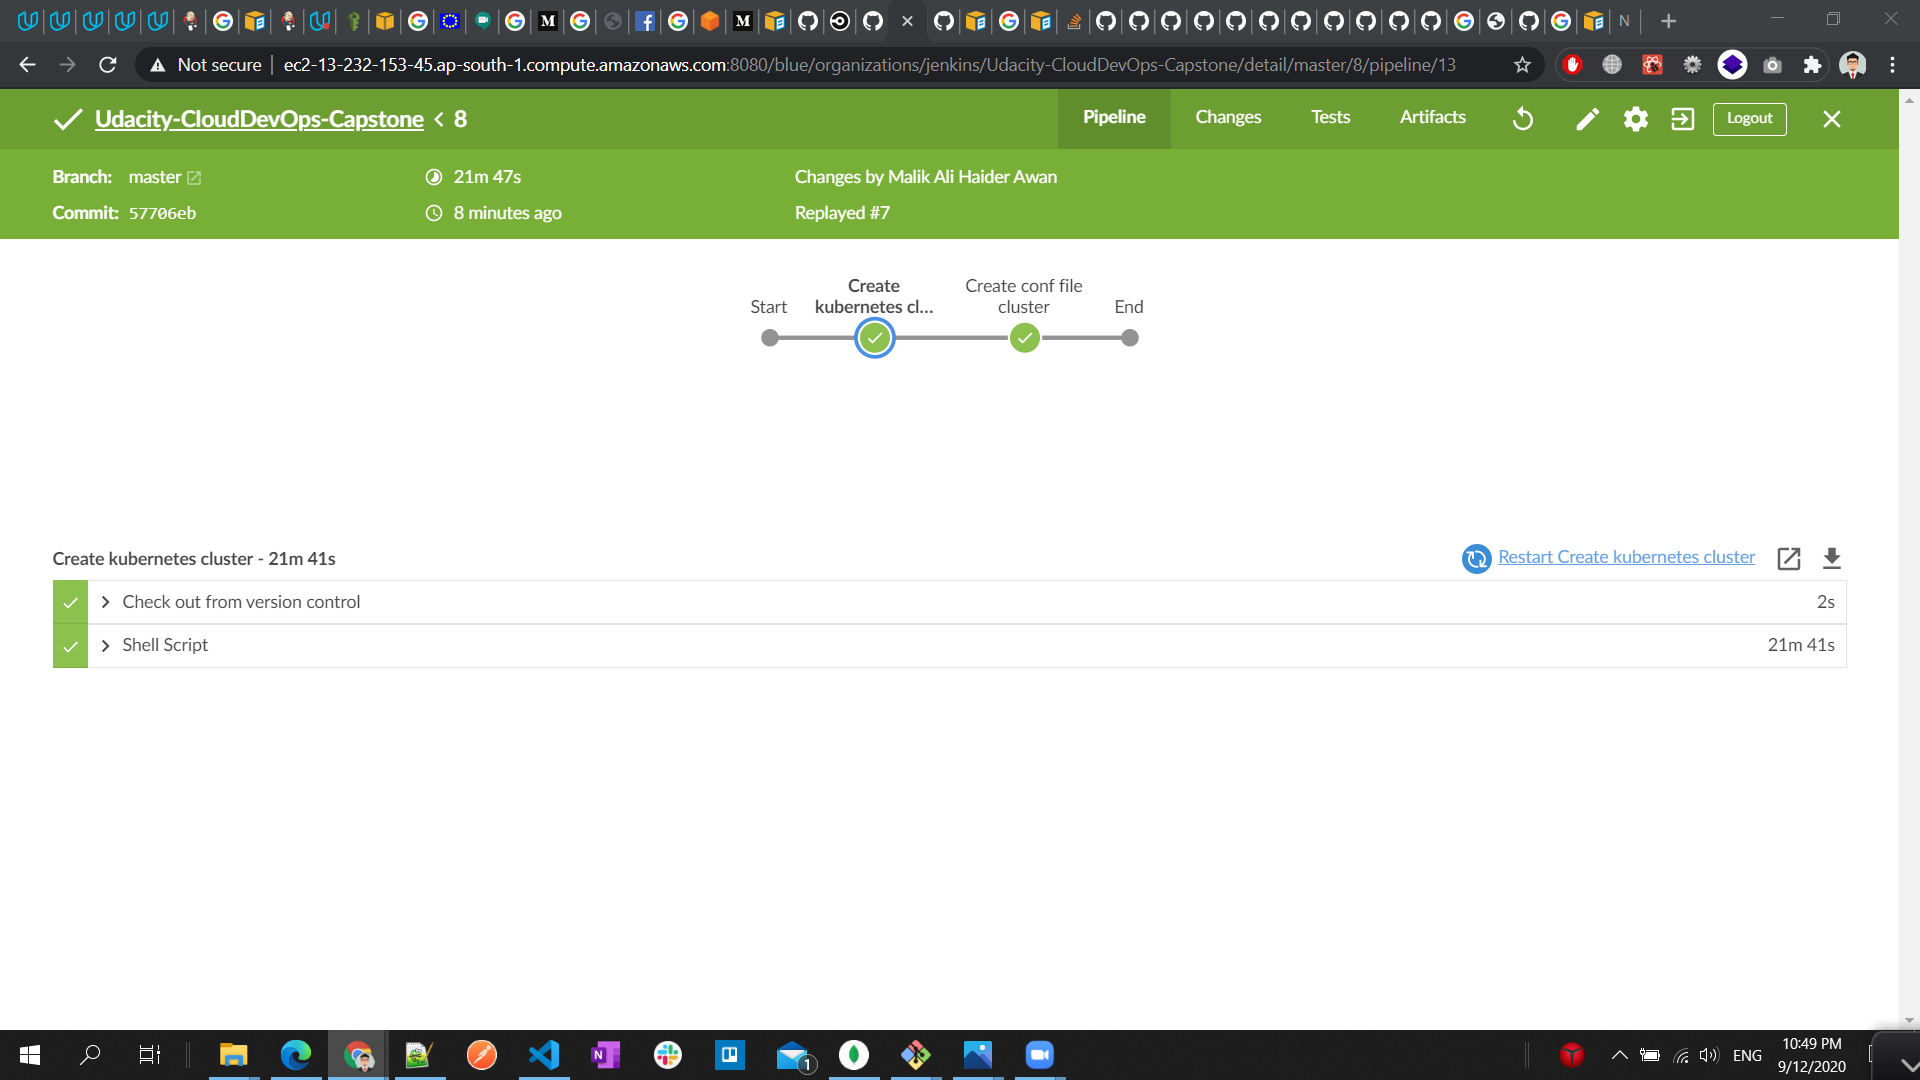 Not secure
ec2-13-232-153-45.ap-south-1.compute.amazonaws.com:8080/blue/organizations/jenkins/Udacity-CloudDevOps-Capstone/detail/master/8/pipeline/13
Udacity-CloudDevOps-Capstone < 8
Pipeline
Changes
Tests
Artifacts
Logout
Branch: master
21m 47s
Changes by Malik Ali Haider Awan
Commit: 57706eb
8 minutes ago
Replayed #7
Start
Create
kubernetes cl...
Create conf file
cluster
End
Create kubernetes cluster - 21m 41s
Restart Create kubernetes cluster
Check out from version control
2s
Shell Script
21m 41s
1
ENG
10:49 PM
9/12/2020